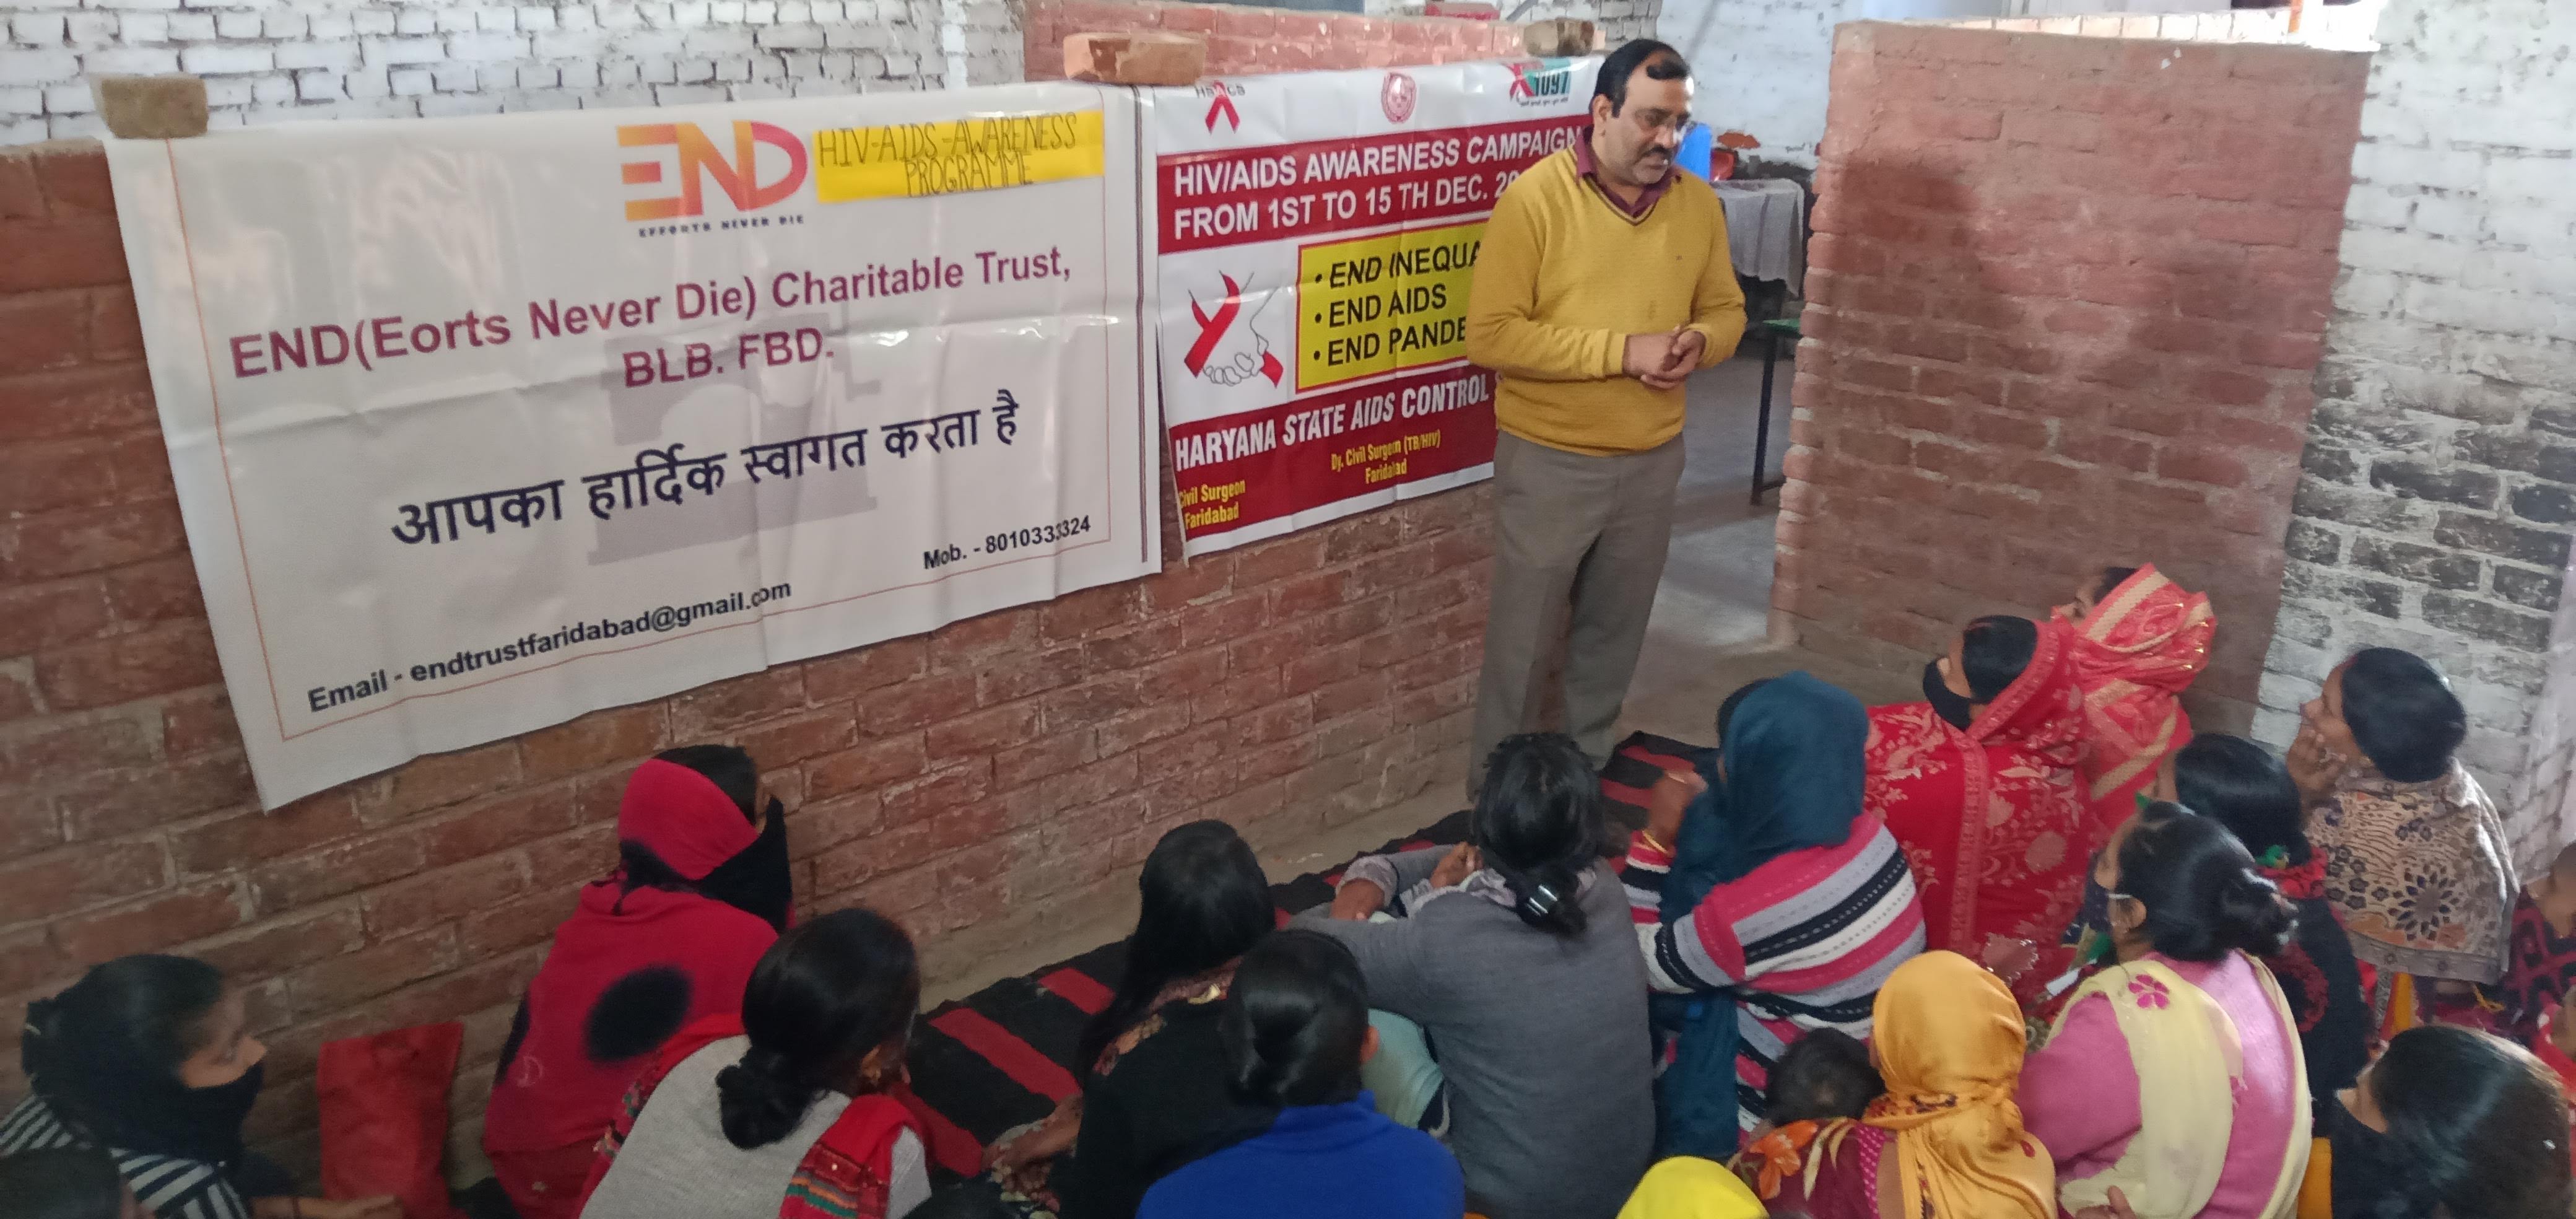 END
EFFORTS NEVER DIE
HIV-AIDS-AWARENESS
PROGRAMME
END(Eorts Never Die) Charitable Trust,
BLB. FBD.
आपका हार्दिक स्वागत करता है
Mob. - 8010333324
Email - endtrustfaridabad@gmail.com
1097
HIV/AIDS AWARENESS CAMPAIGN
FROM 1ST TO 15 TH DEC. 20
• END INEQUA
• END AIDS
• END PANDE
HARYANA STATE AIDS CONTROL
Dy. Civil Surgeon (TB/HIV)
Faridabad
Civil Surgeon
Faridabad